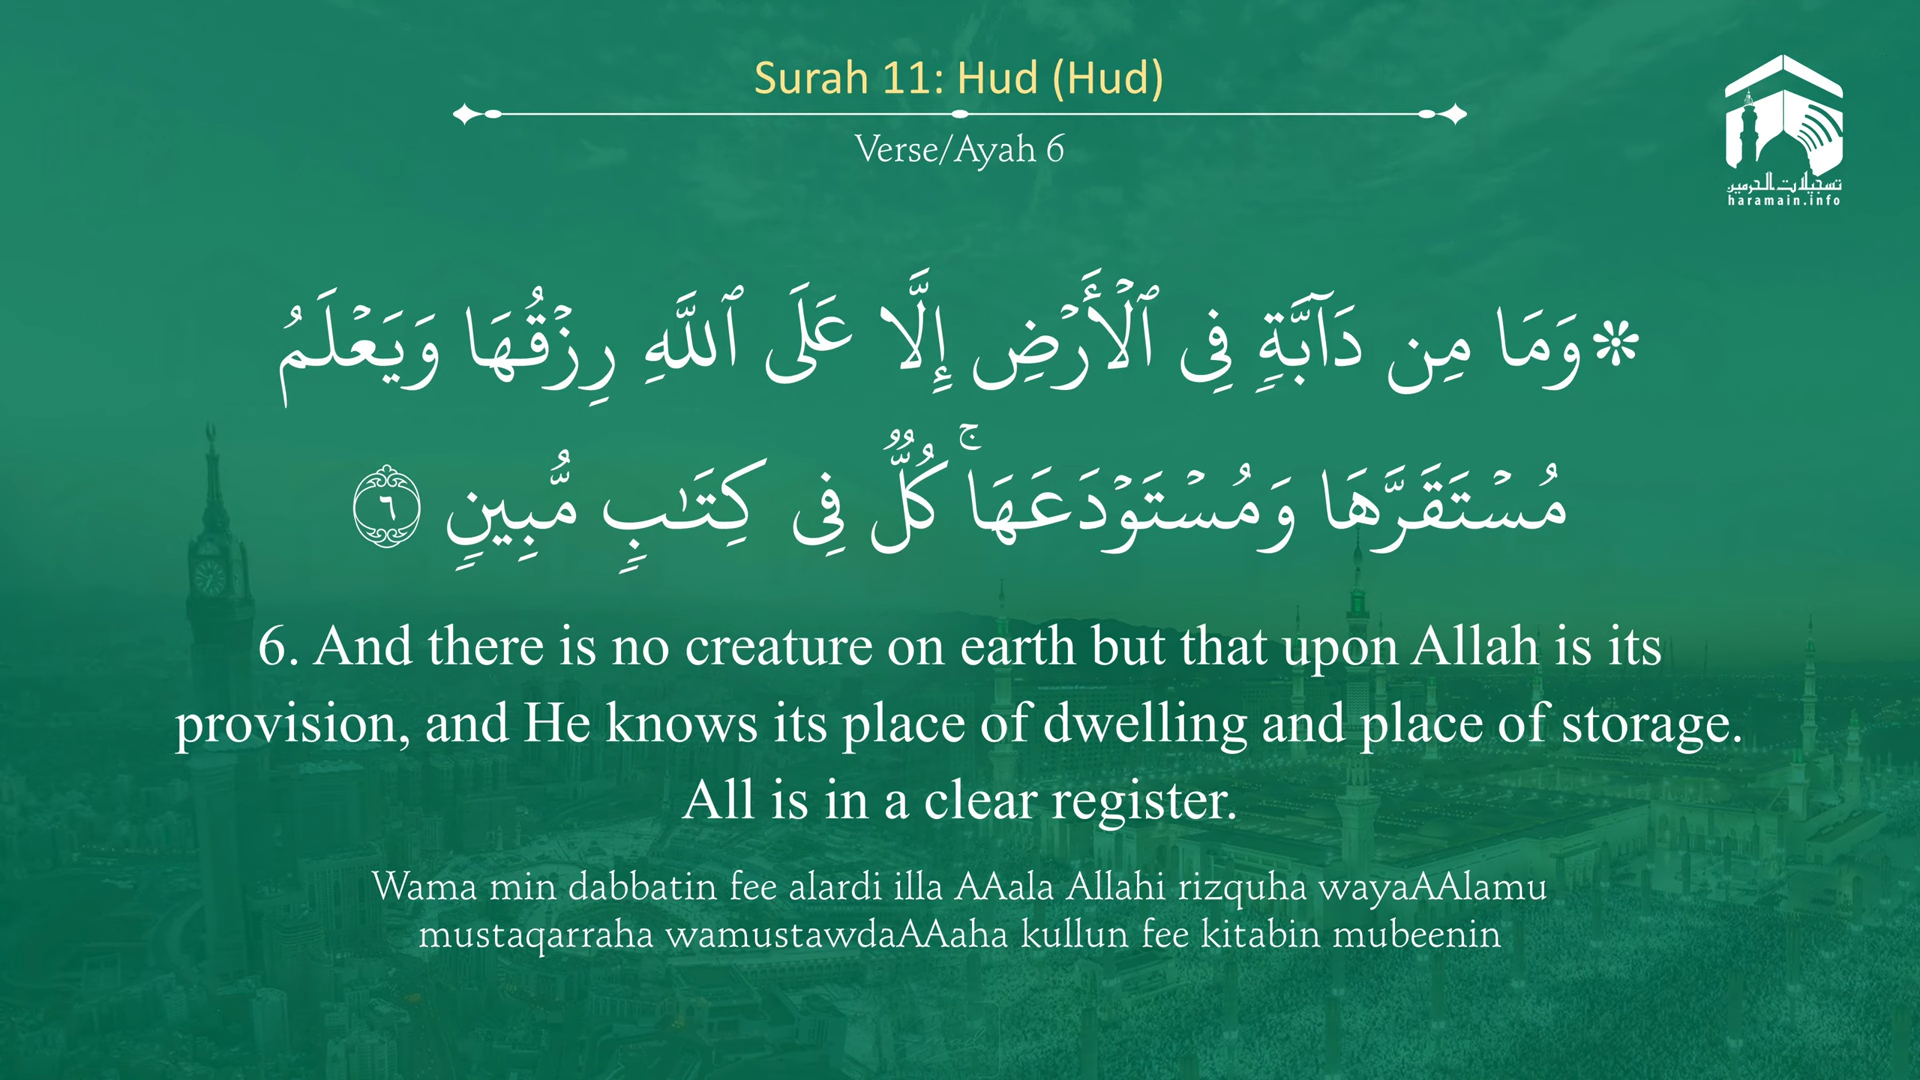 Surah 11: Hud (Hud)
Verse/Ayah 6
تسجيلات الحرمين
haramain.info
۞ وَمَا مِن دَآبَّةٍۢ فِى ٱلْأَرْضِ إِلَّا عَلَى ٱللَّهِ رِزْقُهَا وَيَعْلَمُ
مُسْتَقَرَّهَا وَمُسْتَوْدَعَهَا ۚ كُلٌّۭ فِى كِتَـٰبٍۢ مُّبِينٍۢ ٦
6. And there is no creature on earth but that upon Allah is its
provision, and He knows its place of dwelling and place of storage.
All is in a clear register.
Wama min dabbatin fee alardi illa AAala Allahi rizquha wayaAAlamu
mustaqarraha wamustawdaAAaha kullun fee kitabin mubeenin